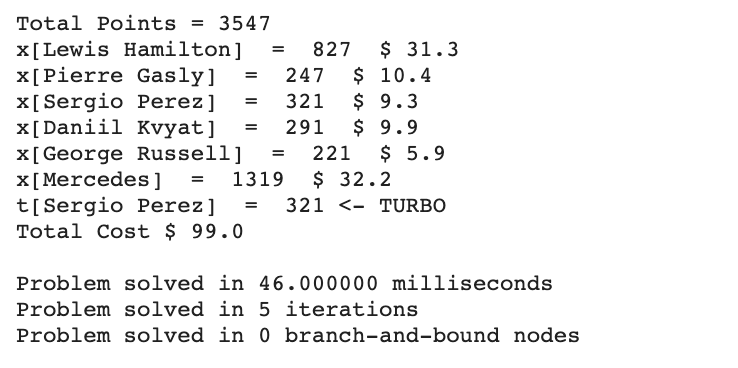 Total Points = 3547
x[Lewis Hamilton]  =  827  $ 31.3
x[Pierre Gasly]  =  247  $ 10.4
x[Sergio Perez]  =  321  $ 9.3
x[Daniil Kvyat]  =  291  $ 9.9
x[George Russell]  =  221  $ 5.9
x[Mercedes]  =  1319  $ 32.2
t[Sergio Perez]  =  321 <- TURBO
Total Cost $ 99.0
Problem solved in 46.000000 milliseconds
Problem solved in 5 iterations
Problem solved in 0 branch-and-bound nodes